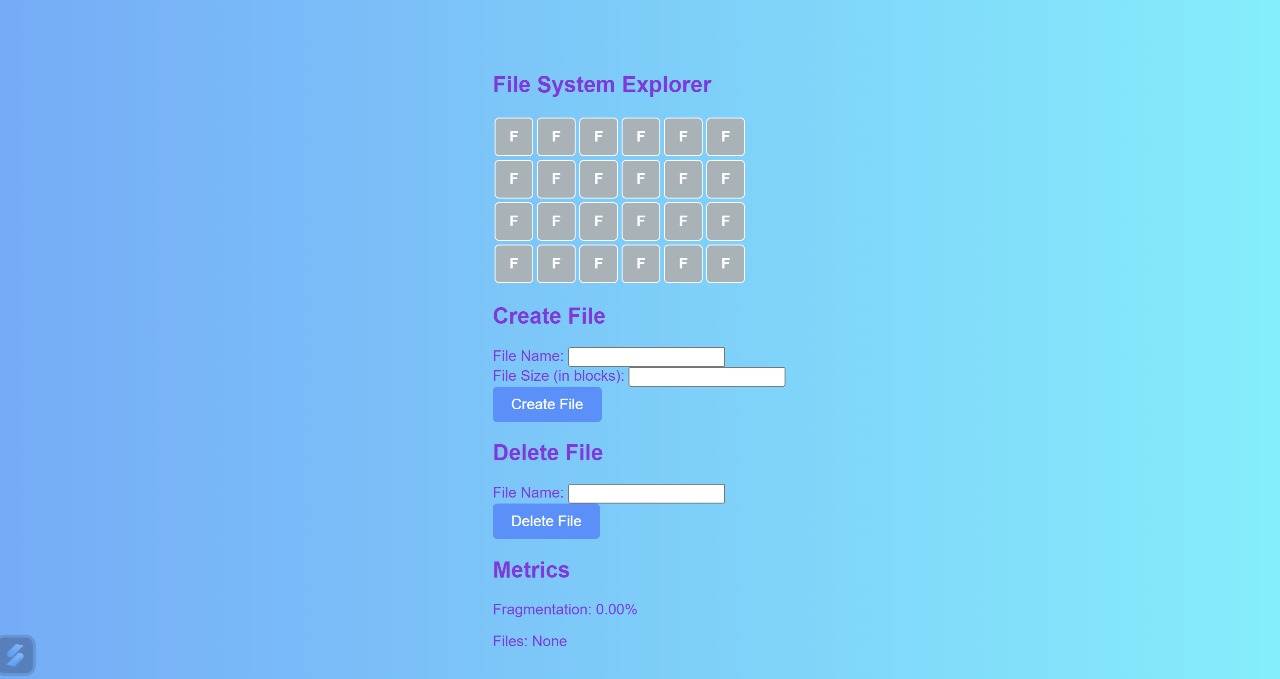 File System Explorer
F F F F F F
F F F F F F
F F F F F F
F F F F F F
Create File
File Name:
File Size (in blocks):
Create File
Delete File
File Name:
Delete File
Metrics
Fragmentation: 0.00%
Files: None